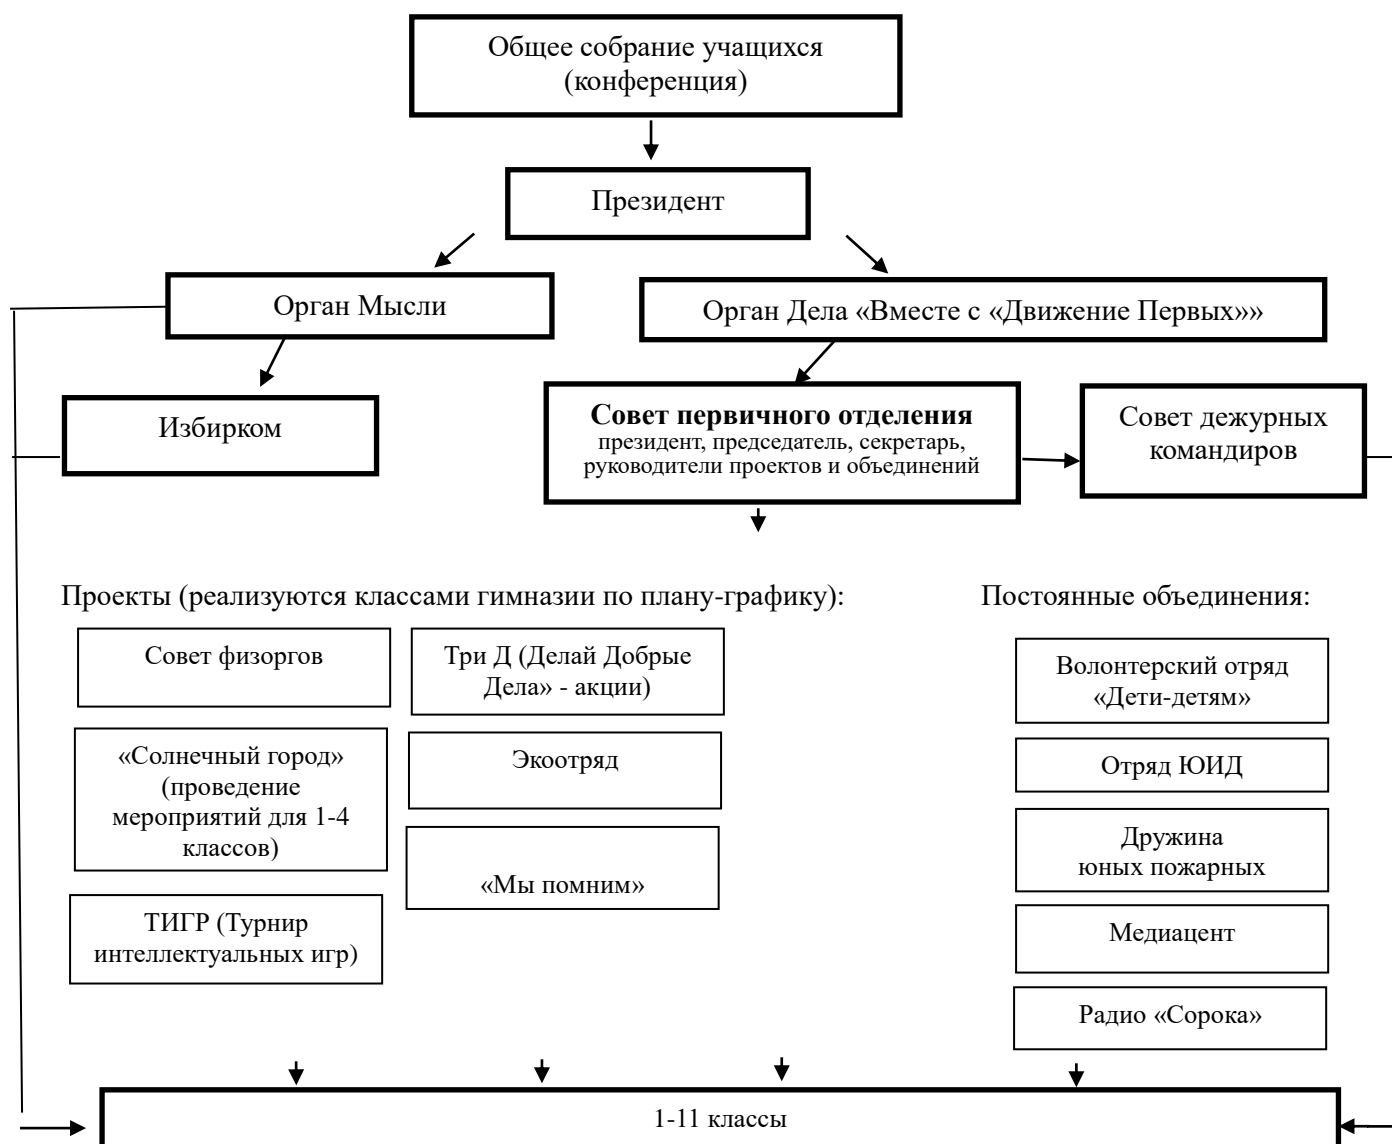 Общее собрание учащихся
(конференция)
Президент
Орган Мысли
Орган Дела «Вместе с «Движение Первых»»
Избирком
Совет первичного отделения
президент, председатель, секретарь,
руководители проектов и объединений
Совет дежурных
командиров
Проекты (реализуются классами гимназии по плану-графику):
Постоянные объединения:
Совет физоргов
Три Д (Делай Добрые
Дела» - акции)
«Солнечный город»
(проведение
мероприятий для 1-4
классов)
Экоотряд
«Мы помним»
ТИГР (Турнир
интеллектуальных игр)
Волонтерский отряд
«Дети-детям»
Отряд ЮИД
Дружина
юных пожарных
Медиацент
Радио «Сорока»
1-11 классы